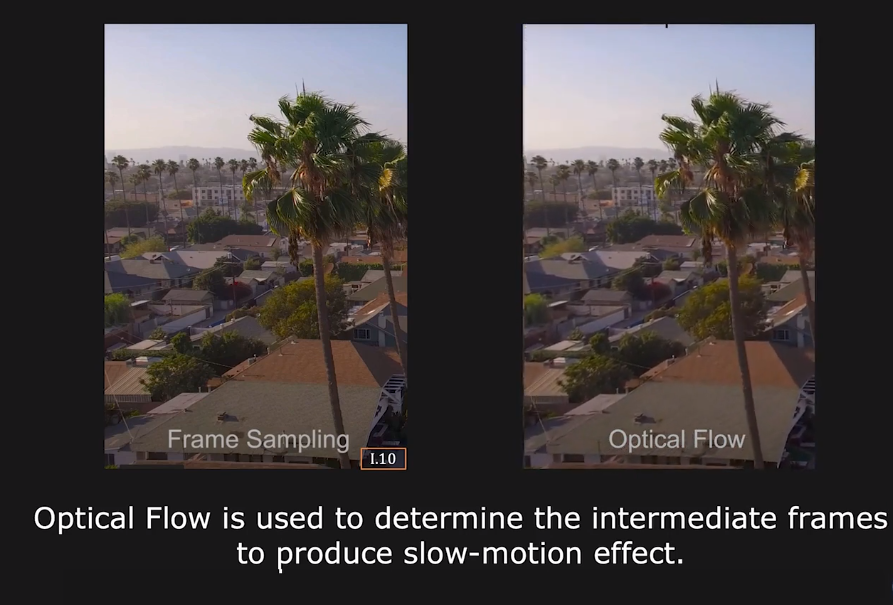 Frame Sampling
I.10
Optical Flow
Optical Flow is used to determine the intermediate frames
to produce slow-motion effect.